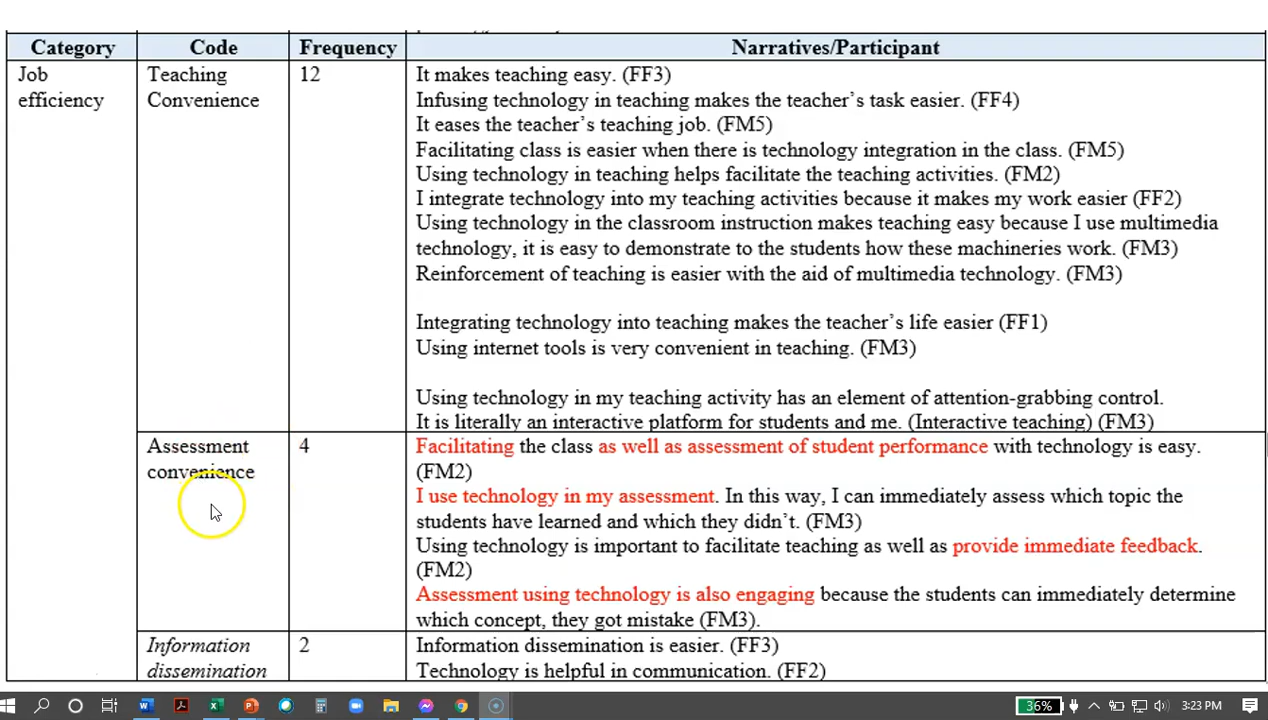 Category Code Frequency Narratives/Participant
Job Teaching 12 It makes teaching easy. (FF3)
efficiency Convenience Infusing technology in teaching makes the teacher's task easier. (FF4)
It eases the teacher's teaching job. (FM5)
Facilitating class is easier when there is technology integration in the class. (FM5)
Using technology in teaching helps facilitate the teaching activities. (FM2)
I integrate technology into my teaching activities because it makes my work easier (FF2)
Using technology in the classroom instruction makes teaching easy because I use multimedia
technology, it is easy to demonstrate to the students how these machineries work. (FM3)
Reinforcement of teaching is easier with the aid of multimedia technology. (FM3)
Integrating technology into teaching makes the teacher's life easier (FF1)
Using internet tools is very convenient in teaching. (FM3)
Using technology in my teaching activity has an element of attention-grabbing control.
It is literally an interactive platform for students and me. (Interactive teaching) (FM3)
Assessment 4 Facilitating the class as well as assessment of student performance with technology is easy.
convenience (FM2)
I use technology in my assessment. In this way, I can immediately assess which topic the
students have learned and which they didn't. (FM3)
Using technology is important to facilitate teaching as well as provide immediate feedback.
(FM2)
Assessment using technology is also engaging because the students can immediately determine
which concept, they got mistake (FM3).
Information 2 Information dissemination is easier. (FF3)
dissemination Technology is helpful in communication. (FF2)
36% 3:23 PM